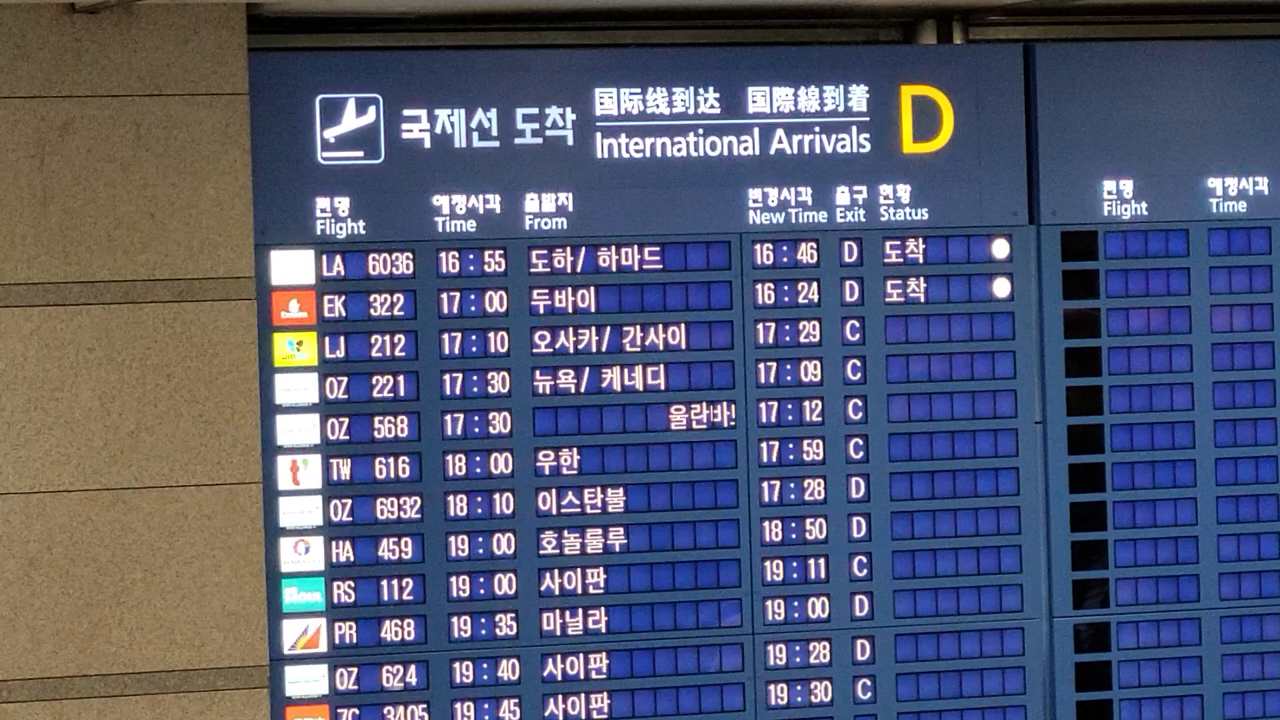 국제선 도착 国际线到达 国際線到着 D
International Arrivals
편명 예정시각 출발지 변경시각 출구 현황 편명 예정시각
Flight Time From New Time Exit Status Flight Time
LA 6036 16:55 도하/ 하마드 16:46 D 도착
EK 322 17:00 두바이 16:24 D 도착
LJ 212 17:10 오사카/ 간사이 17:29 C
OZ 221 17:30 뉴욕/ 케네디 17:09 C
OZ 568 17:30 울란바 17:12 C
TW 616 18:00 우한 17:59 C
OZ 6932 18:10 이스탄불 17:28 D
HA 459 19:00 호놀룰루 18:50 D
RS 112 19:00 사이판 19:11 C
PR 468 19:35 마닐라 19:00 D
OZ 624 19:40 사이판 19:28 D
7C 3405 19:45 사이판 19:30 C